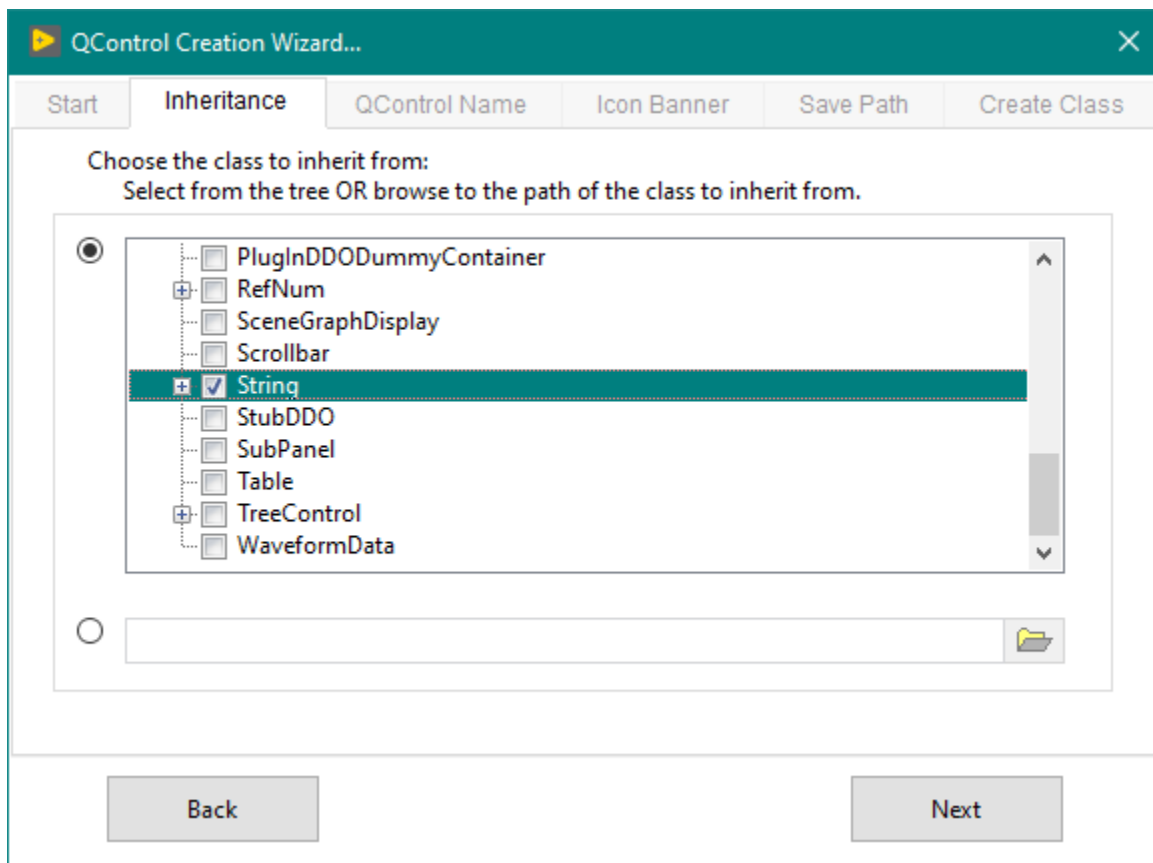 QControl Creation Wizard...
Start Inheritance QControl Name Icon Banner Save Path Create Class
Choose the class to inherit from:
Select from the tree OR browse to the path of the class to inherit from.
PlugInDDODummyContainer
RefNum
SceneGraphDisplay
Scrollbar
String
StubDDO
SubPanel
Table
TreeControl
WaveformData
Back Next